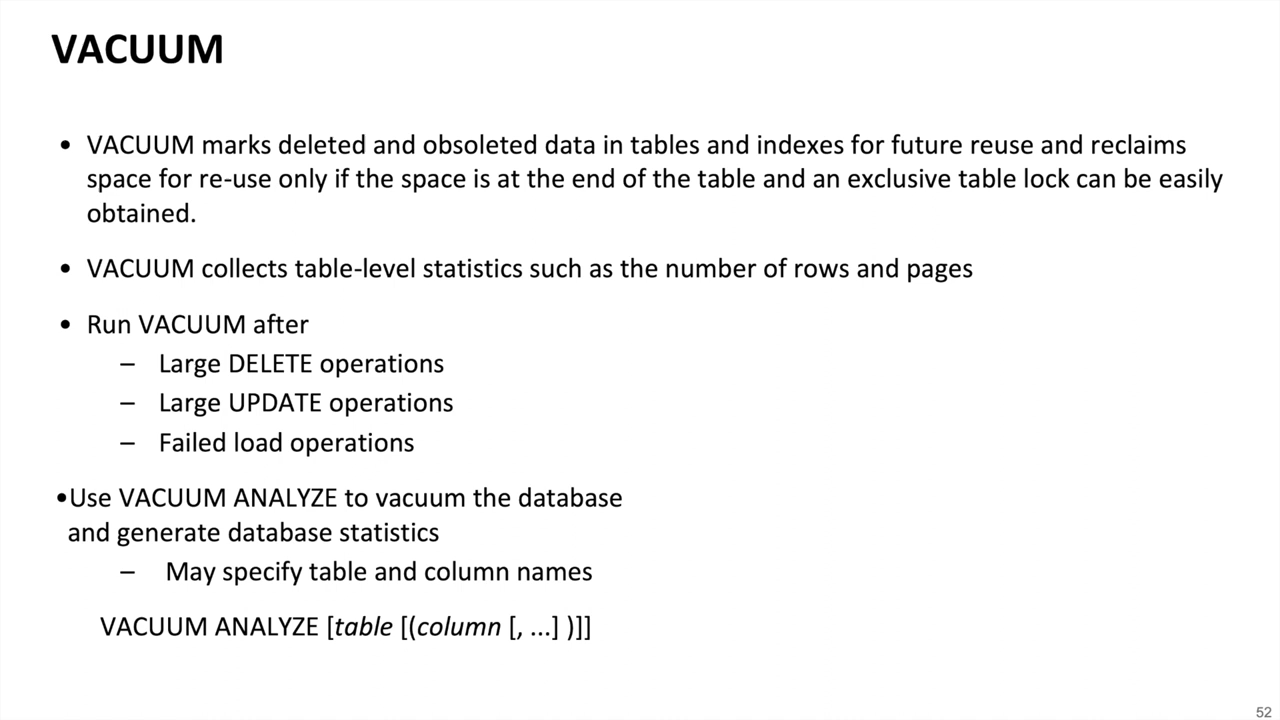 VACUUM
• VACUUM marks deleted and obsoleted data in tables and indexes for future reuse and reclaims
space for re-use only if the space is at the end of the table and an exclusive table lock can be easily
obtained.
• VACUUM collects table-level statistics such as the number of rows and pages
• Run VACUUM after
– Large DELETE operations
– Large UPDATE operations
– Failed load operations
•Use VACUUM ANALYZE to vacuum the database
and generate database statistics
– May specify table and column names
VACUUM ANALYZE [table [(column [, ...] )]]
52